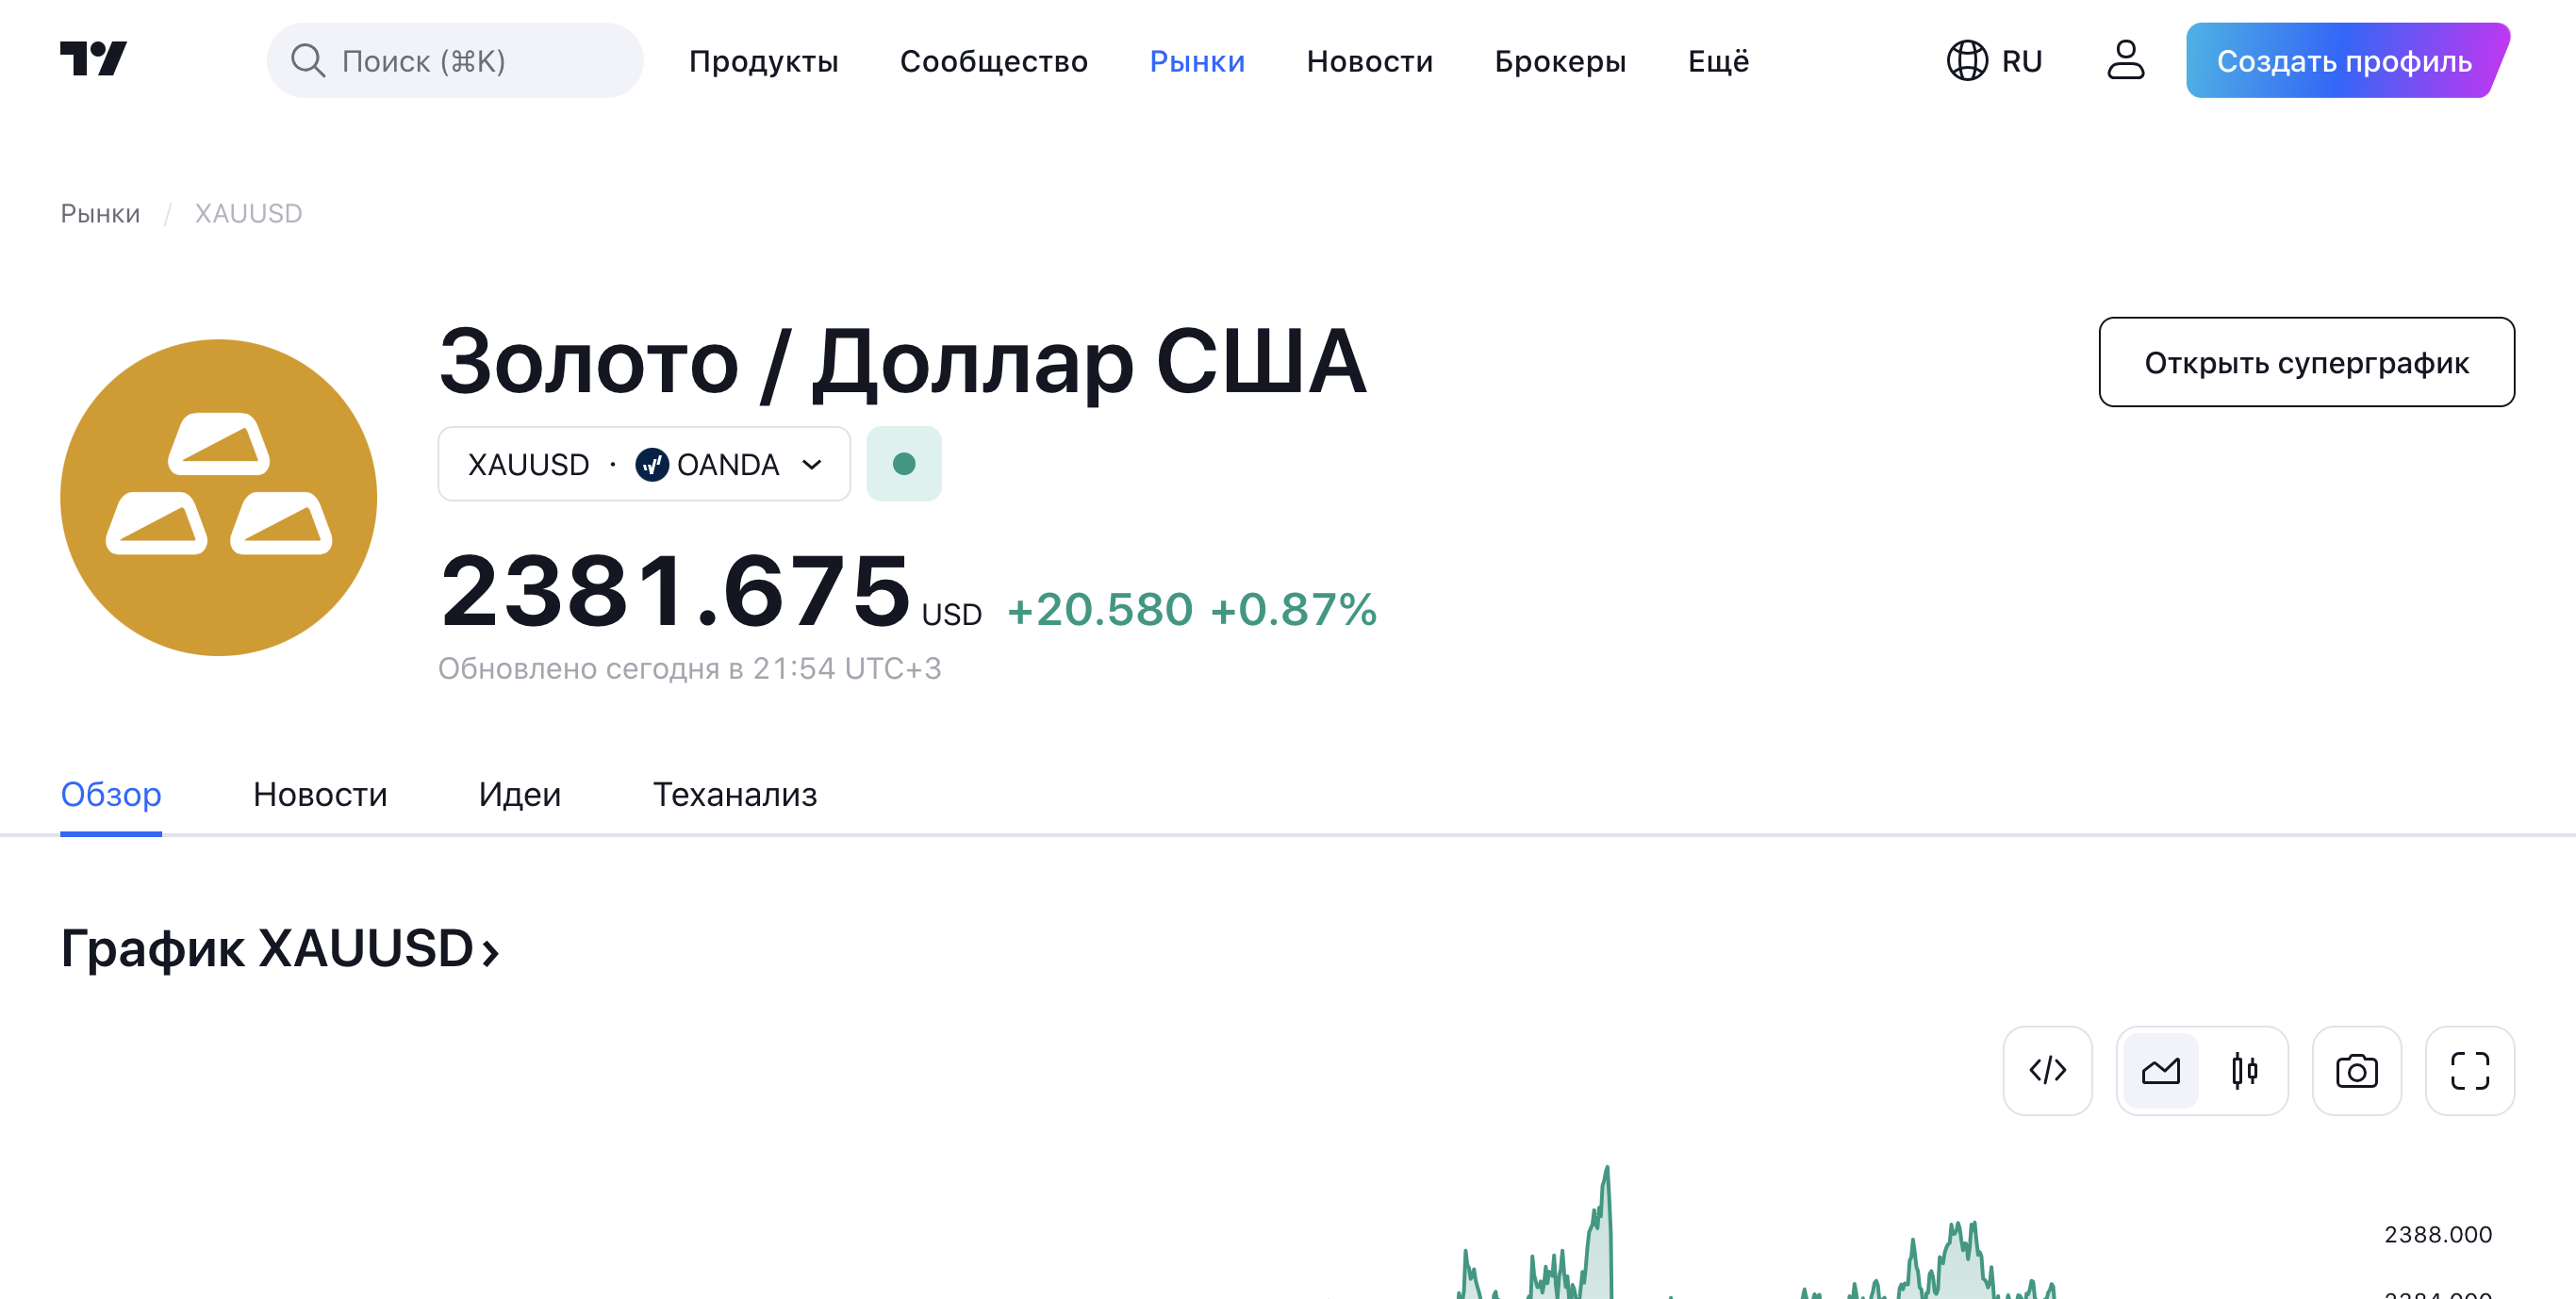 Поиск (⌘K)
Продукты Сообщество Рынки Новости Брокеры Ещё
RU
Создать профиль
Рынки / XAUUSD
Золото / Доллар США
Открыть суперграфик
XAUUSD · OANDA
2381.675 USD +20.580 +0.87%
Обновлено сегодня в 21:54 UTC+3
Обзор Новости Идеи Теханализ
График XAUUSD ›
2388.000